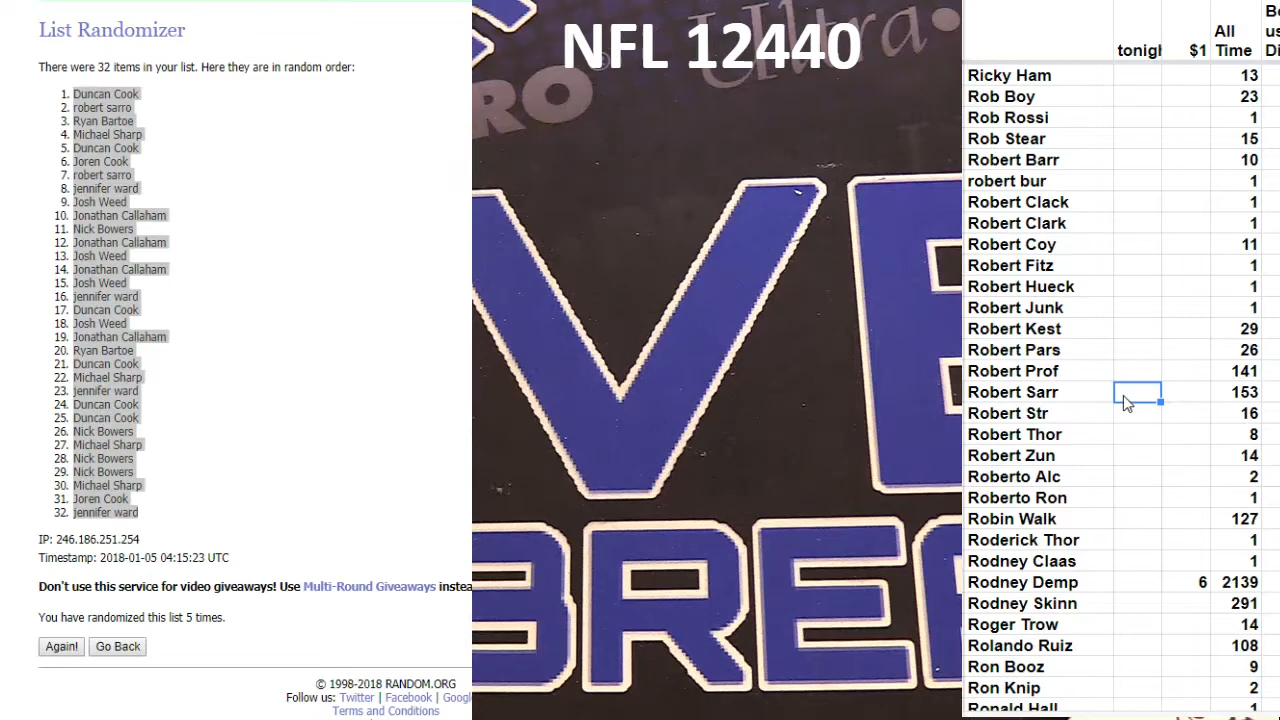 List Randomizer
There were 32 items in your list. Here they are in random order:
1. Duncan Cook
2. robert sarro
3. Ryan Bartoe
4. Michael Sharp
5. Duncan Cook
6. Joren Cook
7. robert sarro
8. jennifer ward
9. Josh Weed
10. Jonathan Callaham
11. Nick Bowers
12. Jonathan Callaham
13. Josh Weed
14. Jonathan Callaham
15. Josh Weed
16. jennifer ward
17. Duncan Cook
18. Josh Weed
19. Jonathan Callaham
20. Ryan Bartoe
21. Duncan Cook
22. Michael Sharp
23. jennifer ward
24. Duncan Cook
25. Duncan Cook
26. Nick Bowers
27. Michael Sharp
28. Nick Bowers
29. Nick Bowers
30. Michael Sharp
31. Joren Cook
32. jennifer ward
IP: 246.186.251.254
Timestamp: 2018-01-05 04:15:23 UTC
Don't use this service for video giveaways! Use Multi-Round Giveaways instea
You have randomized this list 5 times.
Again! Go Back
© 1998-2018 RANDOM.ORG
Follow us: Twitter | Facebook | Googl
Terms and Conditions
NFL 12440
Ultra
RO®
VE
BREA
tonigh $1 All Time
Ricky Ham 13
Rob Boy 23
Rob Rossi 1
Rob Stear 15
Robert Barr 10
robert bur 1
Robert Clack 1
Robert Clark 1
Robert Coy 11
Robert Fitz 1
Robert Hueck 1
Robert Junk 1
Robert Kest 29
Robert Pars 26
Robert Prof 141
Robert Sarr 153
Robert Str 16
Robert Thor 8
Robert Zun 14
Roberto Alc 2
Roberto Ron 1
Robin Walk 127
Roderick Thor 1
Rodney Claas 1
Rodney Demp 6 2139
Rodney Skinn 291
Roger Trow 14
Rolando Ruiz 108
Ron Booz 9
Ron Knip 2
Ronald Hall 1